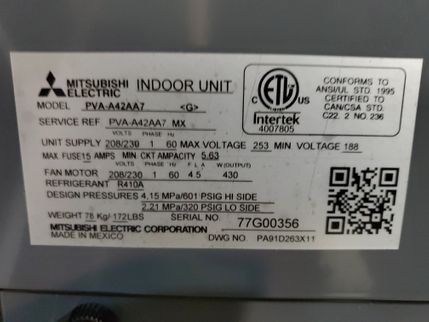 MITSUBISHI ELECTRIC INDOOR UNIT
MODEL PVA-A42AA7 <G>
SERVICE REF. PVA-A42AA7 MX
VOLTS PHASE Hz
UNIT SUPPLY 208/230 1 60 MAX VOLTAGE 253 MIN VOLTAGE 188
MAX FUSE 15 AMPS MIN CKT AMPACITY 5.63
VOLTS PHASE Hz F L A W(OUTPUT)
FAN MOTOR 208/230 1 60 4.5 430
REFRIGERANT R410A
DESIGN PRESSURES 4.15 MPa/601 PSIG HI SIDE
2.21 MPa/320 PSIG LO SIDE
WEIGHT 78 Kg/ 172LBS SERIAL NO. 77G00356
MITSUBISHI ELECTRIC CORPORATION
MADE IN MEXICO DWG NO. PA91D263X11
ETL
C US
LISTED
Intertek
4007805
CONFORMS TO
ANSI/UL STD. 1995
CERTIFIED TO
CAN/CSA STD.
C22. 2 NO. 236